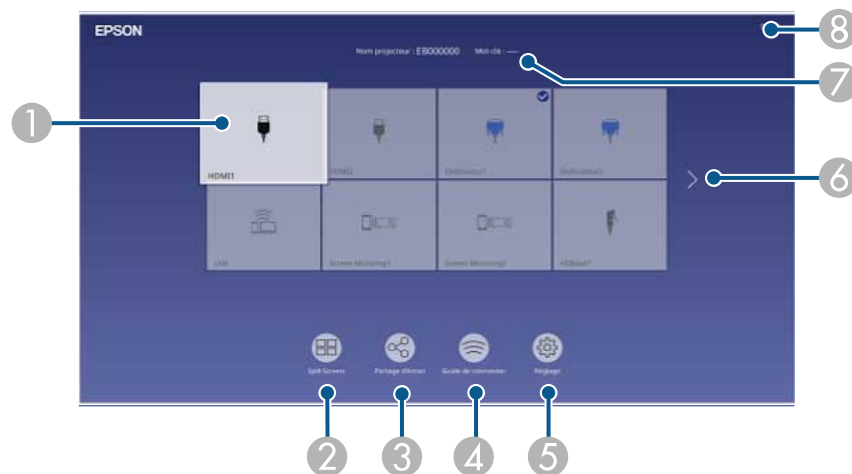 EPSON
8
Nom projecteur : EB000000 Mot-clé : ----
7
1
HDMI1
HDMI2
Ordinateur1
Ordinateur2
6
LAN
Screen Mirroring1
Screen Mirroring2
HDBaseT
Split Screen
Partage d'écran
Guide de connexion
Réglage
2
3
4
5